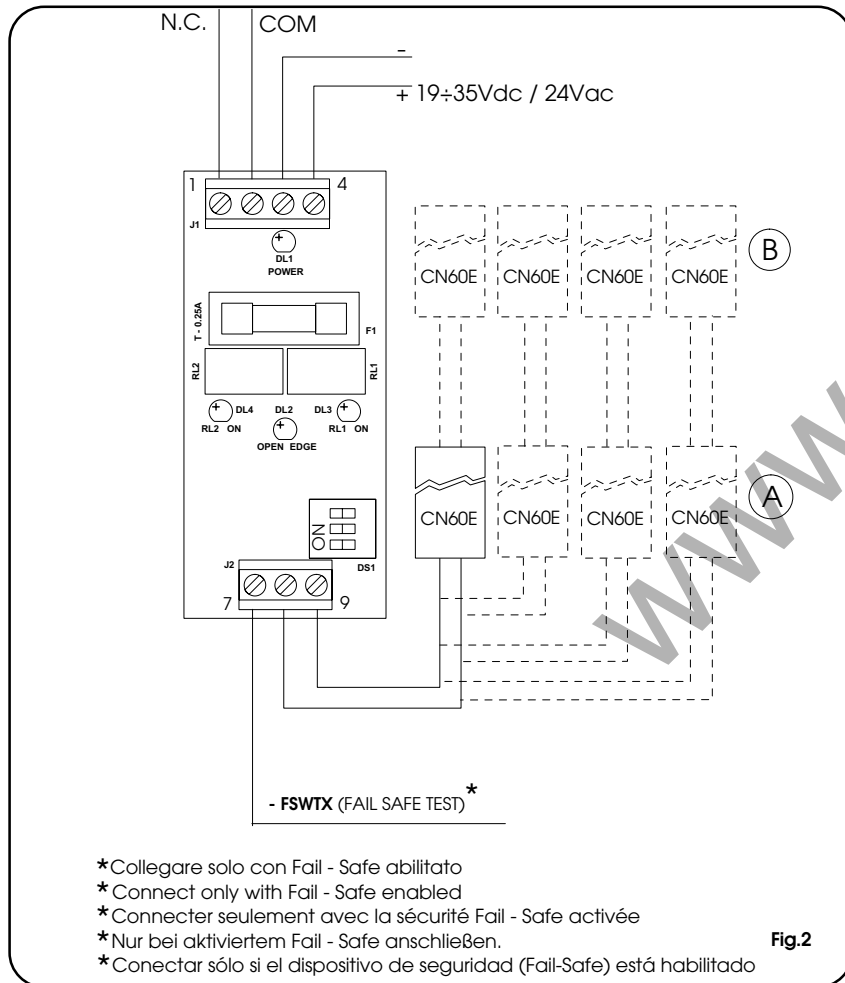 N.C. COM
-
+ 19÷35Vdc / 24Vac
1 4
J1
DL1
POWER
T - 0.25A
F1
RL2 RL1
DL4 DL2 DL3
RL2 ON RL1 ON
OPEN EDGE
ON
DS1
J2
7 9
CN60E CN60E CN60E CN60E
B
CN60E CN60E CN60E CN60E
A
- FSWTX (FAIL SAFE TEST)*
*Collegare solo con Fail - Safe abilitato
*Connect only with Fail - Safe enabled
*Connecter seulement avec la sécurité Fail - Safe activée
*Nur bei aktiviertem Fail - Safe anschließen.
*Conectar sólo si el dispositivo de seguridad (Fail-Safe) está habilitado
Fig.2
www